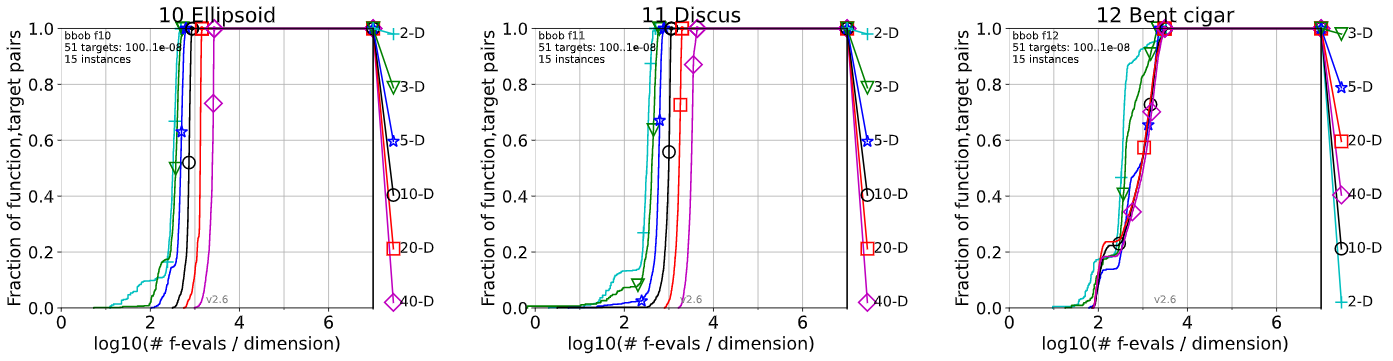 10 Ellipsoid
bbob f10
51 targets: 100..1e-08
15 instances
Fraction of function,target pairs
1.0
0.8
0.6
0.4
0.2
0.0
0
2
4
6
log10(# f-evals / dimension)
v2.6
2-D
3-D
5-D
10-D
20-D
40-D
11 Discus
bbob f11
51 targets: 100..1e-08
15 instances
Fraction of function,target pairs
1.0
0.8
0.6
0.4
0.2
0.0
0
2
4
6
log10(# f-evals / dimension)
v2.6
2-D
3-D
5-D
10-D
20-D
40-D
12 Bent cigar
bbob f12
51 targets: 100..1e-08
15 instances
Fraction of function,target pairs
1.0
0.8
0.6
0.4
0.2
0.0
0
2
4
6
log10(# f-evals / dimension)
v2.6
3-D
5-D
20-D
40-D
10-D
2-D